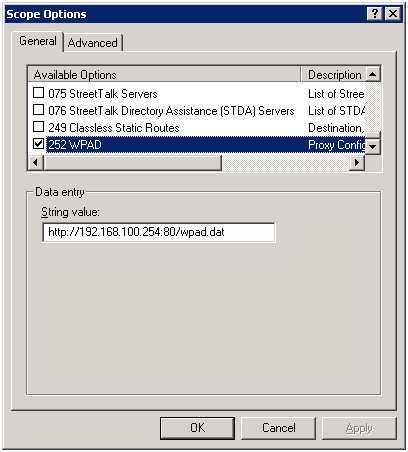 Scope Options
General Advanced
Available Options Description
075 StreetTalk Servers List of Stree
076 StreetTalk Directory Assistance (STDA) Servers List of STDA
249 Classless Static Routes Destination,
252 WPAD Proxy Config
Data entry
String value:
http://192.168.100.254:80/wpad.dat
OK Cancel Apply